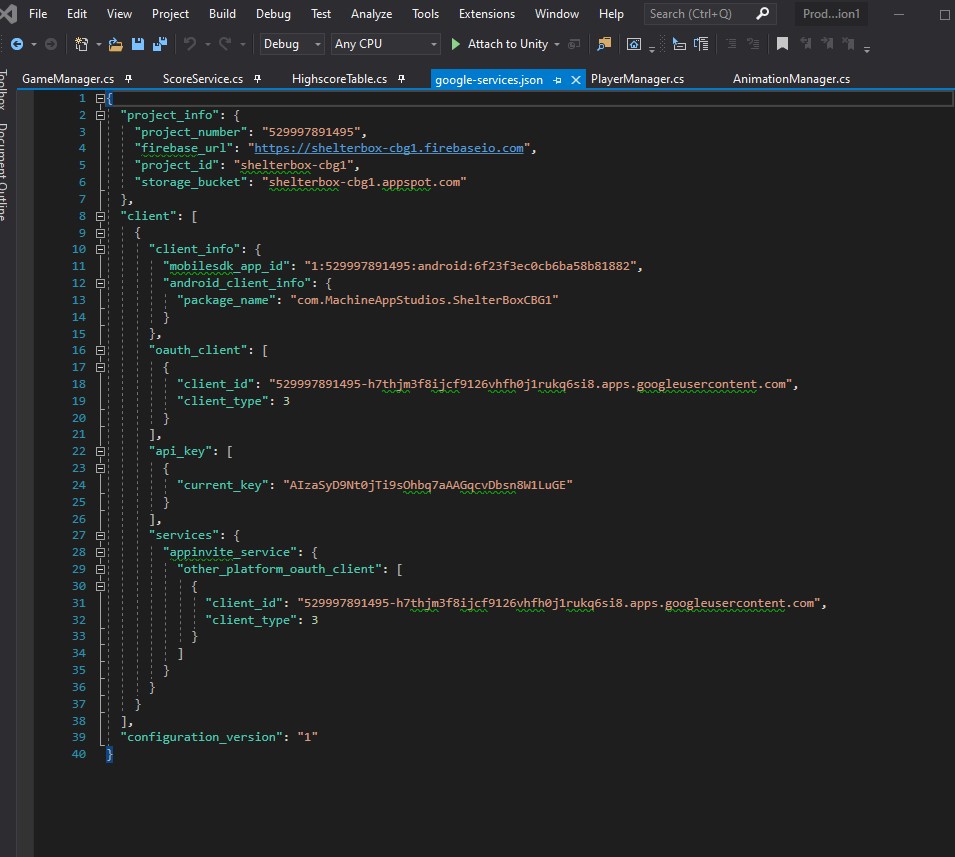 File Edit View Project Build Debug Test Analyze Tools Extensions Window Help Search (Ctrl+Q) Prod...ion1
Debug Any CPU Attach to Unity
GameManager.cs ScoreService.cs HighscoreTable.cs google-services.json PlayerManager.cs AnimationManager.cs
Toolbox
Document Outline
1 {
2 "project_info": {
3 "project_number": "529997891495",
4 "firebase_url": "https://shelterbox-cbg1.firebaseio.com",
5 "project_id": "shelterbox-cbg1",
6 "storage_bucket": "shelterbox-cbg1.appspot.com"
7 },
8 "client": [
9 {
10 "client_info": {
11 "mobilesdk_app_id": "1:529997891495:android:6f23f3ec0cb6ba58b81882",
12 "android_client_info": {
13 "package_name": "com.MachineAppStudios.ShelterBoxCBG1"
14 }
15 },
16 "oauth_client": [
17 {
18 "client_id": "529997891495-h7thjm3f8ijcf9126vhfh0j1rukq6si8.apps.googleusercontent.com",
19 "client_type": 3
20 }
21 ],
22 "api_key": [
23 {
24 "current_key": "AIzaSyD9Nt0jTi9sOhbq7aAAGqcvDbsn8W1LuGE"
25 }
26 ],
27 "services": {
28 "appinvite_service": {
29 "other_platform_oauth_client": [
30 {
31 "client_id": "529997891495-h7thjm3f8ijcf9126vhfh0j1rukq6si8.apps.googleusercontent.com",
32 "client_type": 3
33 }
34 ]
35 }
36 }
37 }
38 ],
39 "configuration_version": "1"
40 }